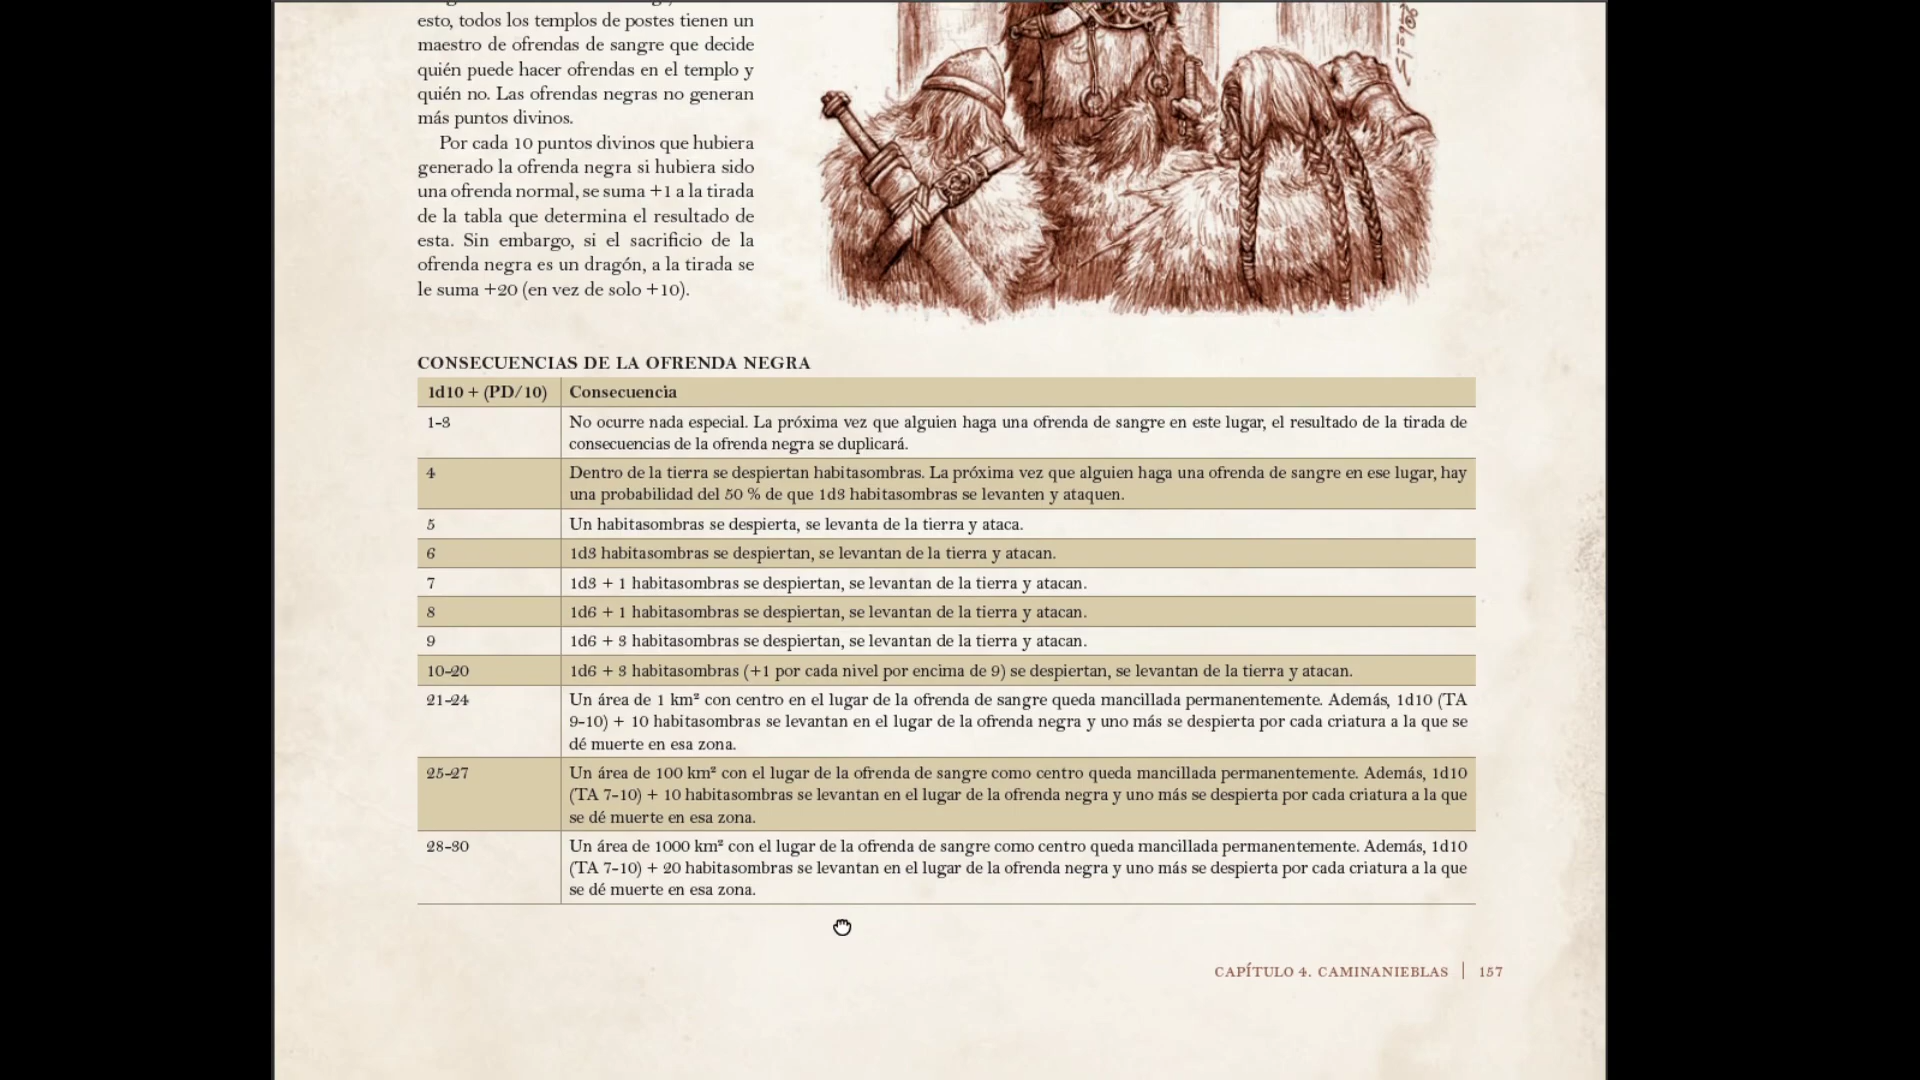 esto, todos los templos de postes tienen un
maestro de ofrendas de sangre que decide
quién puede hacer ofrendas en el templo y
quién no. Las ofrendas negras no generan
más puntos divinos.
Por cada 10 puntos divinos que hubiera
generado la ofrenda negra si hubiera sido
una ofrenda normal, se suma +1 a la tirada
de la tabla que determina el resultado de
esta. Sin embargo, si el sacrificio de la
ofrenda negra es un dragón, a la tirada se
le suma +20 (en vez de solo +10).
CONSECUENCIAS DE LA OFRENDA NEGRA
1d10 + (PD/10) Consecuencia
1-3 No ocurre nada especial. La próxima vez que alguien haga una ofrenda de sangre en este lugar, el resultado de la tirada de
consecuencias de la ofrenda negra se duplicará.
4 Dentro de la tierra se despiertan habitasombras. La próxima vez que alguien haga una ofrenda de sangre en ese lugar, hay
una probabilidad del 50 % de que 1d3 habitasombras se levanten y ataquen.
5 Un habitasombras se despierta, se levanta de la tierra y ataca.
6 1d3 habitasombras se despiertan, se levantan de la tierra y atacan.
7 1d3 + 1 habitasombras se despiertan, se levantan de la tierra y atacan.
8 1d6 + 1 habitasombras se despiertan, se levantan de la tierra y atacan.
9 1d6 + 3 habitasombras se despiertan, se levantan de la tierra y atacan.
10-20 1d6 + 3 habitasombras (+1 por cada nivel por encima de 9) se despiertan, se levantan de la tierra y atacan.
21-24 Un área de 1 km² con centro en el lugar de la ofrenda de sangre queda mancillada permanentemente. Además, 1d10 (TA
9-10) + 10 habitasombras se levantan en el lugar de la ofrenda negra y uno más se despierta por cada criatura a la que se
dé muerte en esa zona.
25-27 Un área de 100 km² con el lugar de la ofrenda de sangre como centro queda mancillada permanentemente. Además, 1d10
(TA 7-10) + 10 habitasombras se levantan en el lugar de la ofrenda negra y uno más se despierta por cada criatura a la que
se dé muerte en esa zona.
28-30 Un área de 1000 km² con el lugar de la ofrenda de sangre como centro queda mancillada permanentemente. Además, 1d10
(TA 7-10) + 20 habitasombras se levantan en el lugar de la ofrenda negra y uno más se despierta por cada criatura a la que
se dé muerte en esa zona.
CAPÍTULO 4. CAMINANIEBLAS | 157